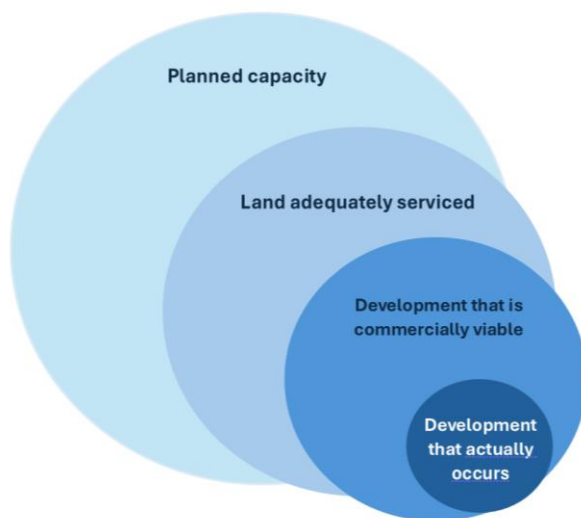 Planned capacity
Land adequately serviced
Development that is
commercially viable
Development
that actually
occurs